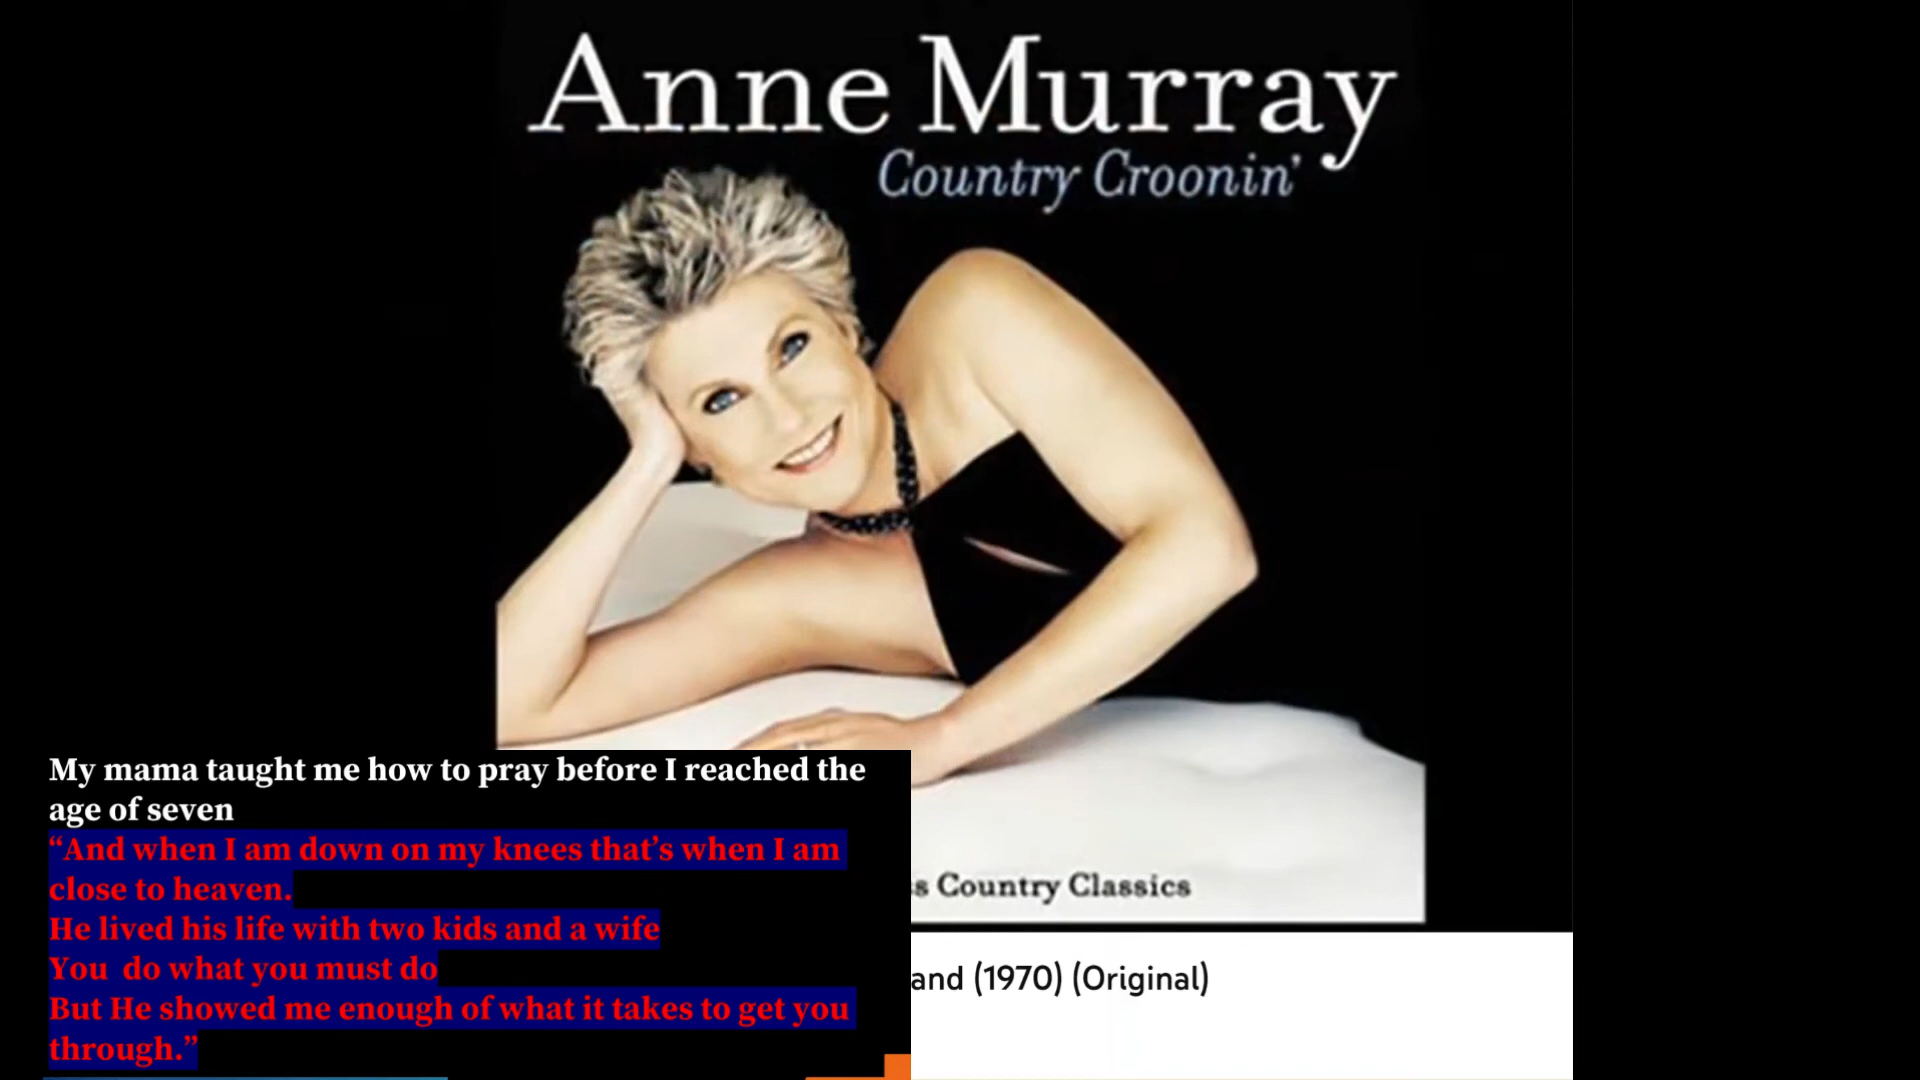 Anne Murray
Country Croonin'
My mama taught me how to pray before I reached the
age of seven
“And when I am down on my knees that’s when I am
close to heaven.
He lived his life with two kids and a wife
You  do what you must do
But He showed me enough of what it takes to get you
through.”
Country Classics
(1970) (Original)